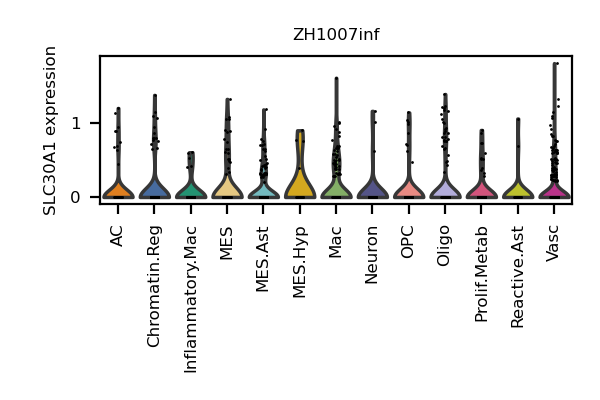 ZH1007inf
SLC30A1 expression
1
0
AC
Chromatin.Reg
Inflammatory.Mac
MES
MES.Ast
MES.Hyp
Mac
Neuron
OPC
Oligo
Prolif.Metab
Reactive.Ast
Vasc